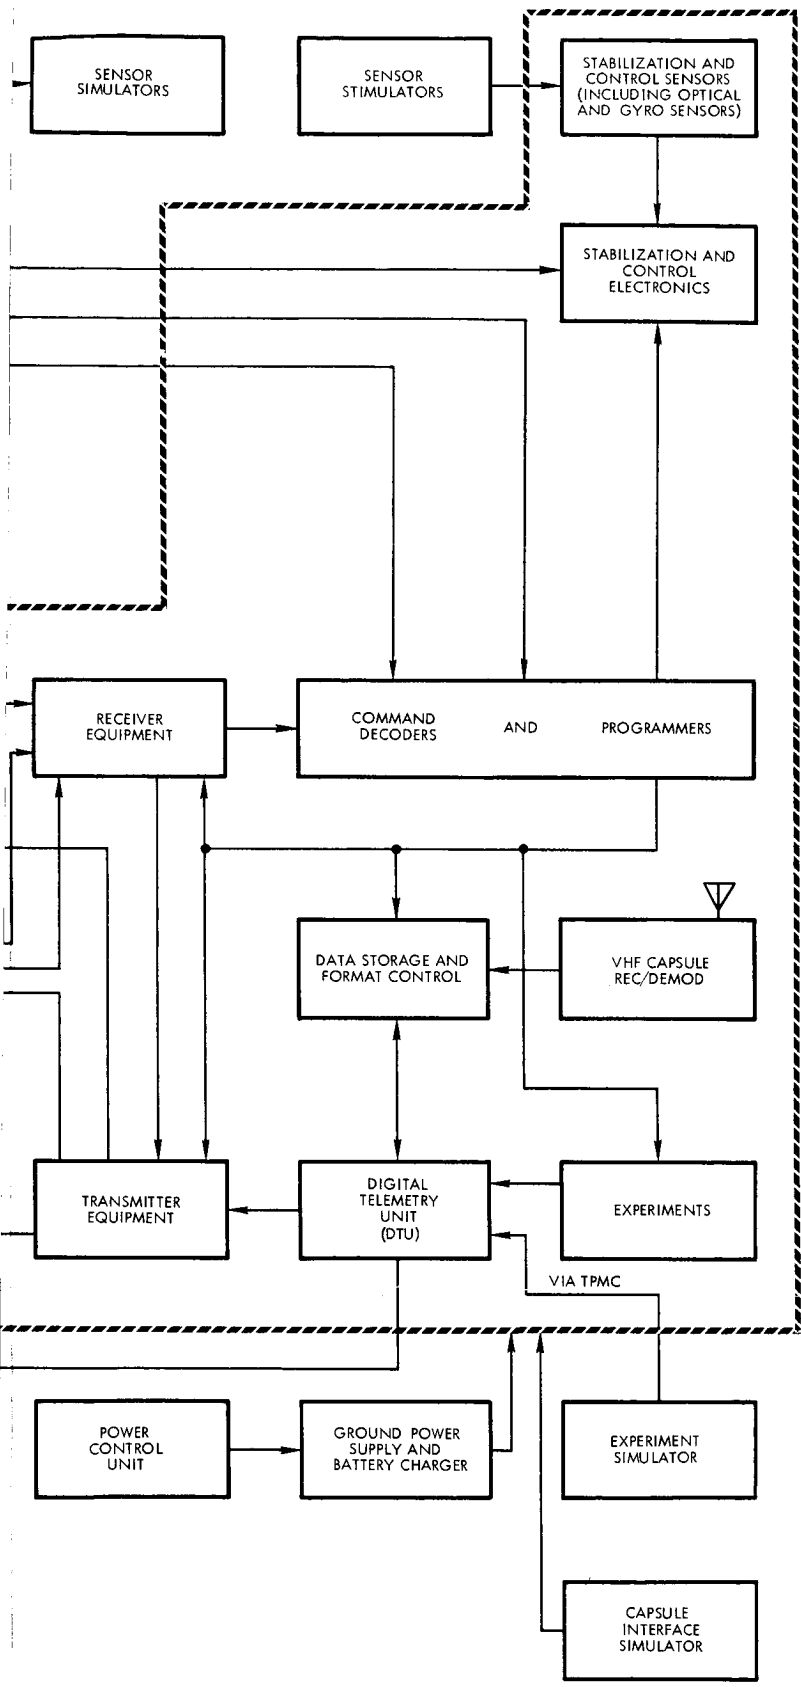 SENSOR
SIMULATORS
SENSOR
STIMULATORS
STABILIZATION AND
CONTROL SENSORS
(INCLUDING OPTICAL
AND GYRO SENSORS)
STABILIZATION AND
CONTROL
ELECTRONICS
RECEIVER
EQUIPMENT
COMMAND AND PROGRAMMERS
DECODERS
DATA STORAGE AND
FORMAT CONTROL
VHF CAPSULE
REC/DEMOD
TRANSMITTER
EQUIPMENT
DIGITAL
TELEMETRY
UNIT
(DTU)
EXPERIMENTS
VIA TPMC
POWER
CONTROL
UNIT
GROUND POWER
SUPPLY AND
BATTERY CHARGER
EXPERIMENT
SIMULATOR
CAPSULE
INTERFACE
SIMULATOR